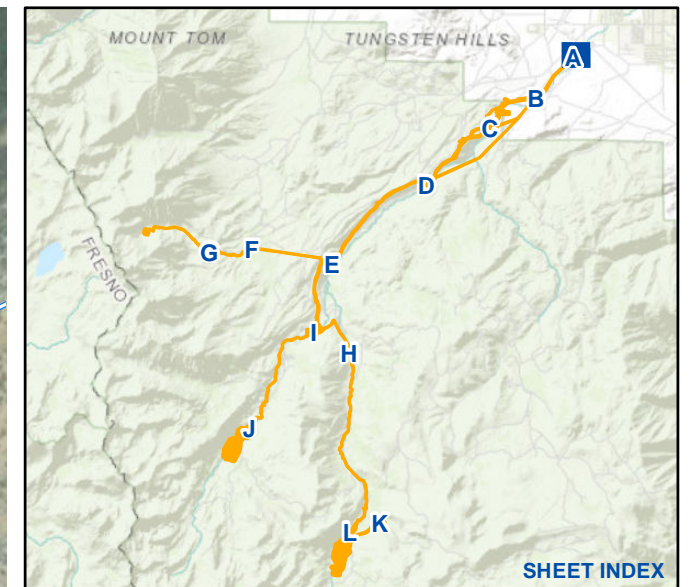 MOUNT TOM
TUNGSTEN HILLS
A
B
C
D
E
F
G
FRESNO
H
I
J
K
L
SHEET INDEX